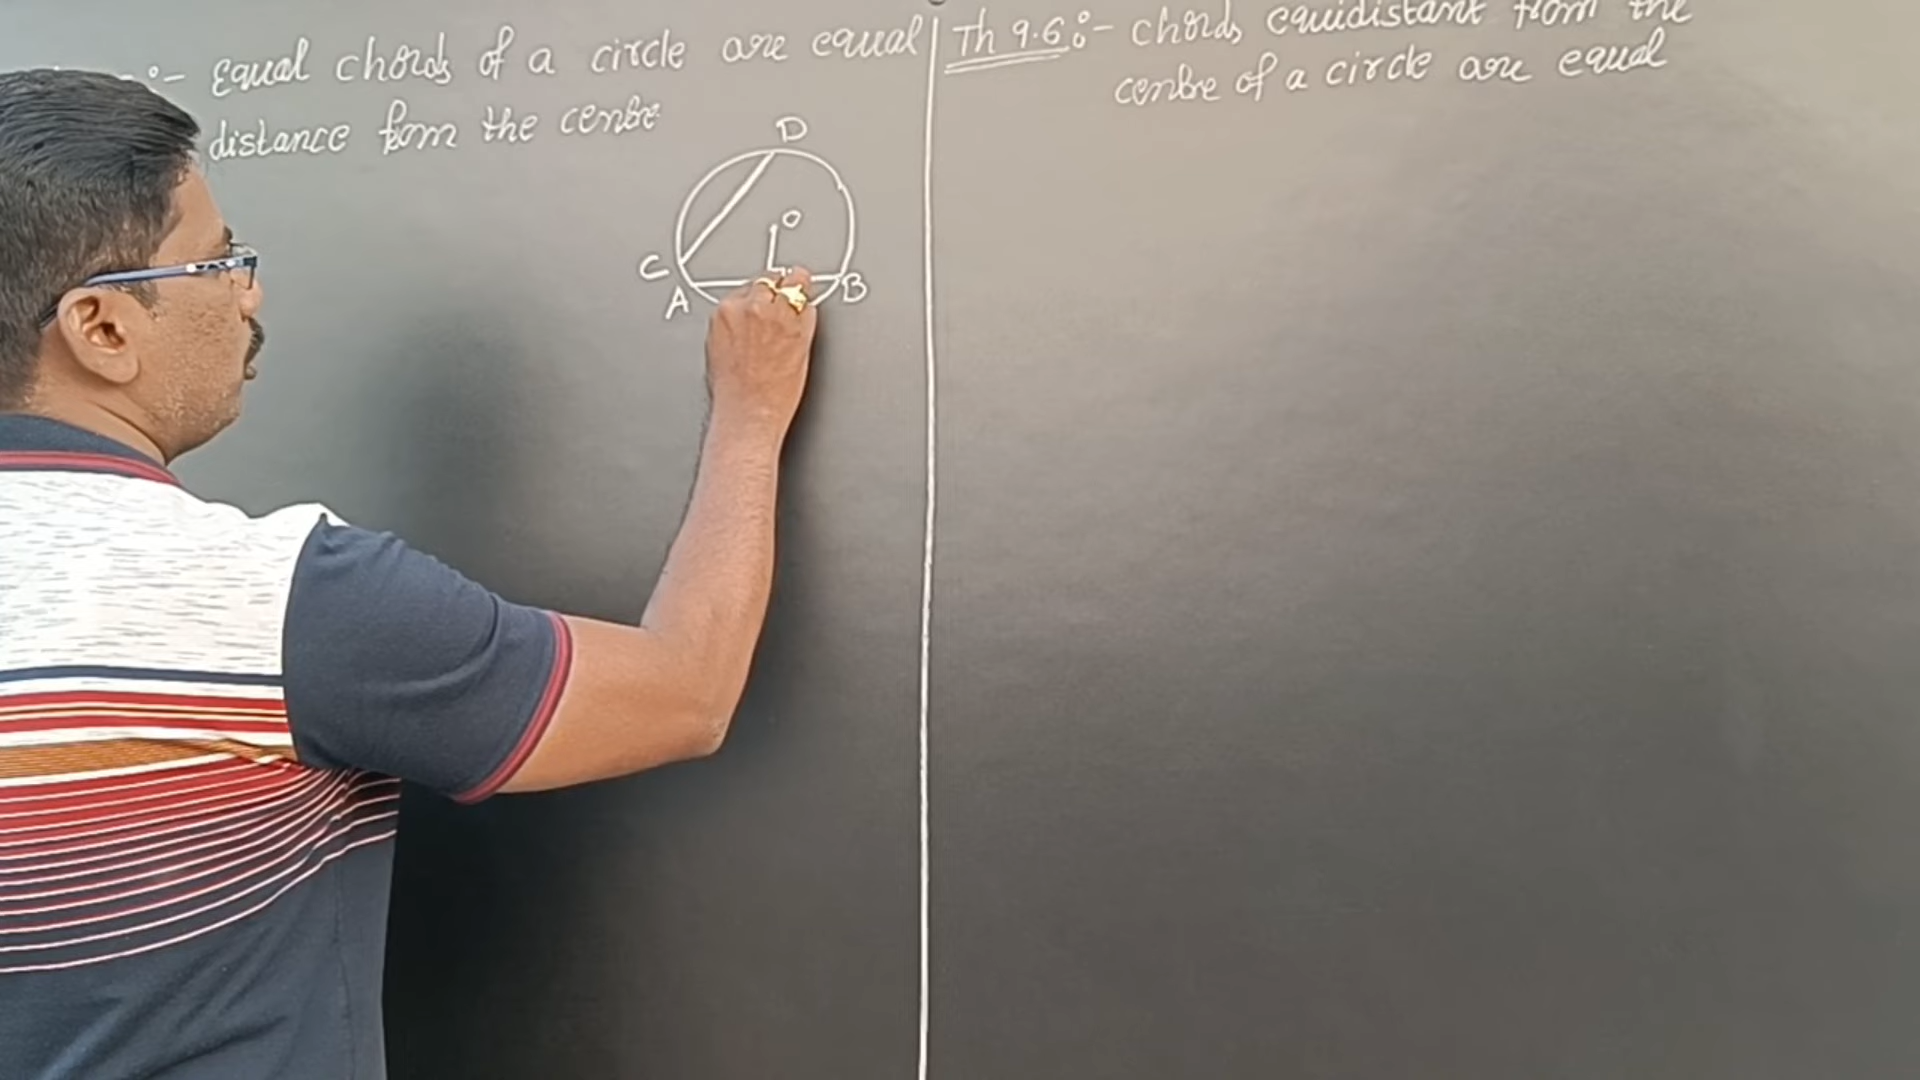 :- Equal chords of a circle are equal
distance from the centre
Th 9.6:- chords equidistant from the
centre of a circle are equal
D
O
C
A
B